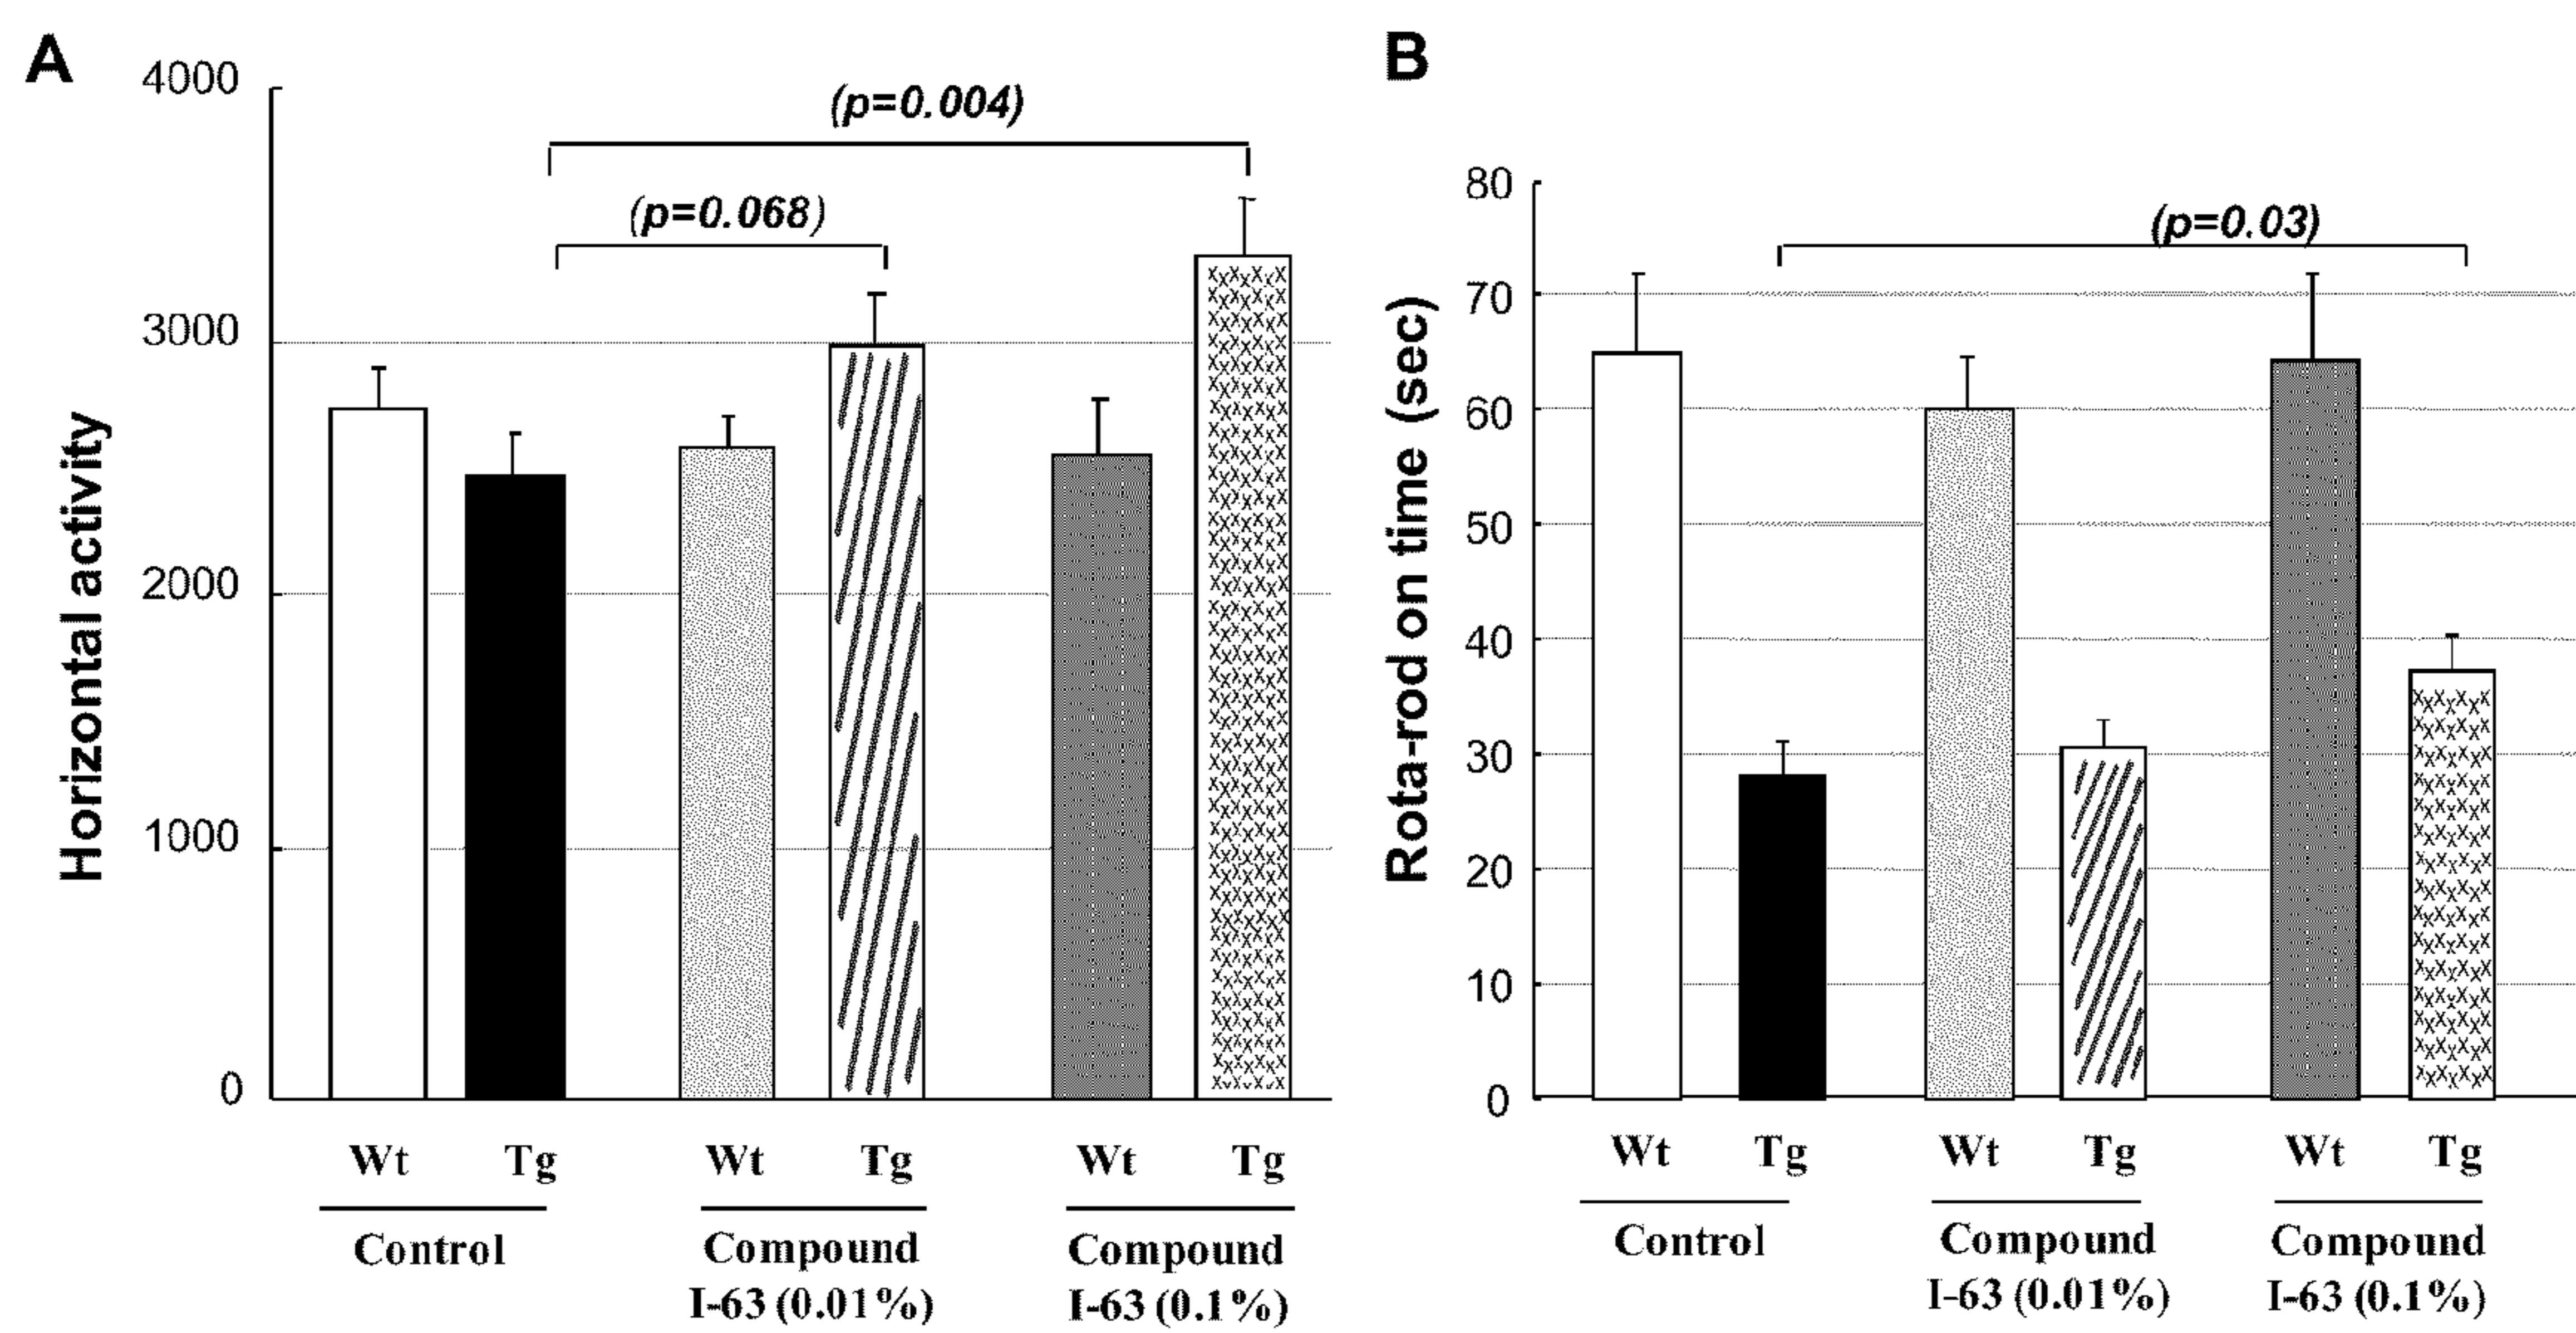 A
Horizontal activity
4000
3000
2000
1000
0
(p=0.004)
(p=0.068)
Wt Tg Wt Tg Wt Tg
Control
Compound
I-63 (0.01%)
Compound
I-63 (0.1%)
B
Rota-rod on time (sec)
80
70
60
50
40
30
20
10
0
(p=0.03)
Wt Tg Wt Tg Wt Tg
Control
Compound
I-63 (0.01%)
Compound
I-63 (0.1%)